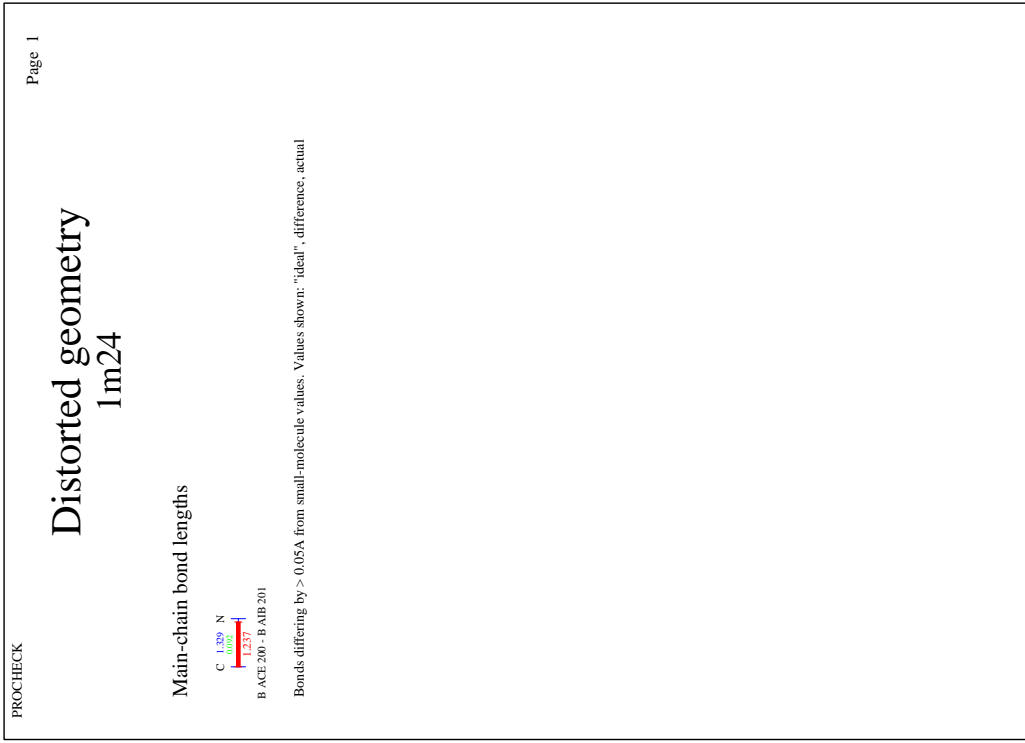 PROCHECK
Page 1
Distorted geometry
1m24
Main-chain bond lengths
C 1.329 N
0.092
1.237
B ACE 200 - B AIB 201
Bonds differing by > 0.05A from small-molecule values. Values shown: "ideal", difference, actual